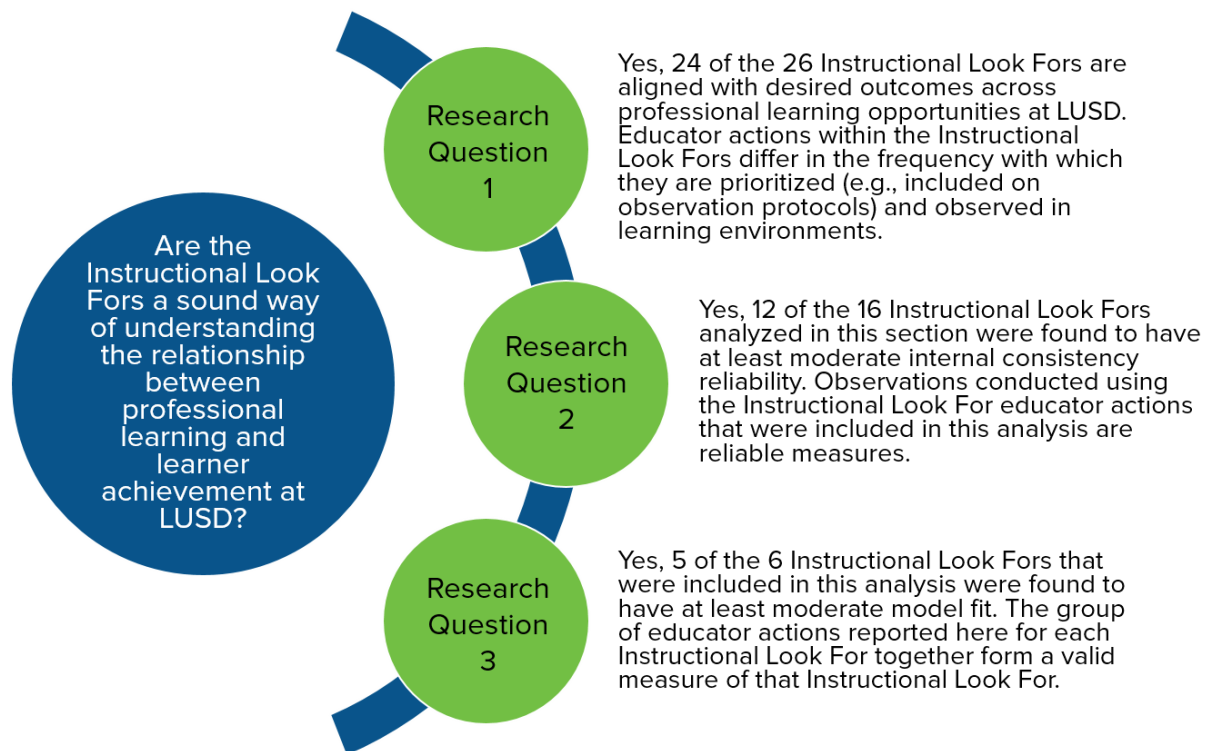 Are the
Instructional Look
Fors a sound way
of understanding
the relationship
between
professional
learning and
learner
achievement at
LUSD?
Research
Question
1
Yes, 24 of the 26 Instructional Look Fors are
aligned with desired outcomes across
professional learning opportunities at LUSD.
Educator actions within the Instructional
Look Fors differ in the frequency with which
they are prioritized (e.g., included on
observation protocols) and observed in
learning environments.
Research
Question
2
Yes, 12 of the 16 Instructional Look Fors
analyzed in this section were found to have
at least moderate internal consistency
reliability. Observations conducted using
the Instructional Look For educator actions
that were included in this analysis are
reliable measures.
Research
Question
3
Yes, 5 of the 6 Instructional Look Fors that
were included in this analysis were found to
have at least moderate model fit. The group
of educator actions reported here for each
Instructional Look For together form a valid
measure of that Instructional Look For.